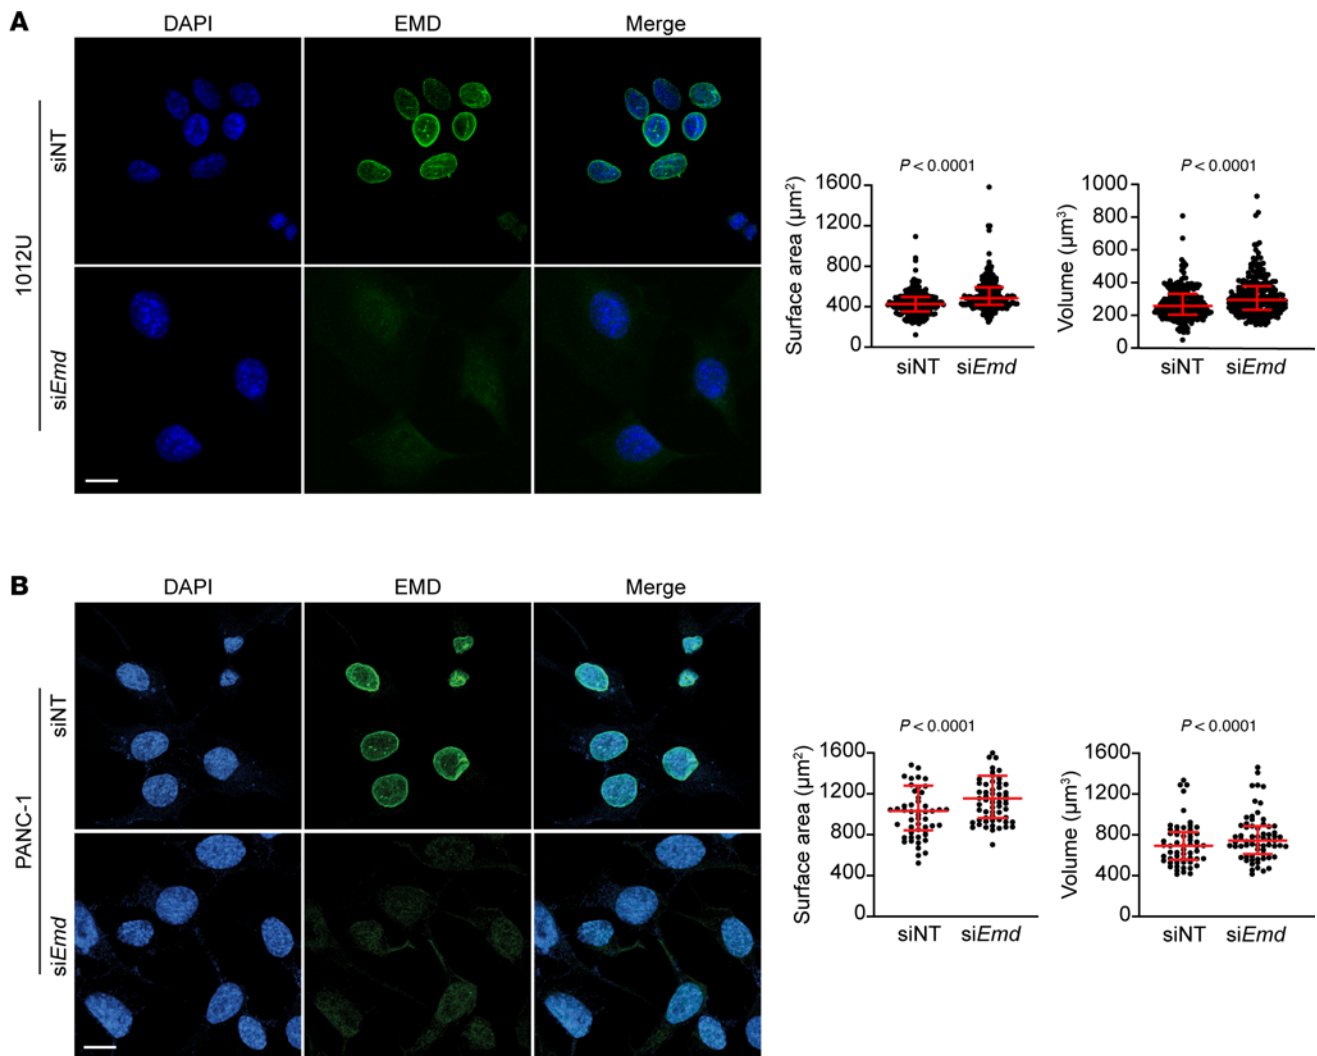 A
DAPI
EMD
Merge
1012U
siNT
siEmd
P < 0.0001
Surface area (µm²)
1600
1200
800
400
0
siNT
siEmd
P < 0.0001
Volume (µm³)
1000
800
600
400
200
0
siNT
siEmd
B
DAPI
EMD
Merge
PANC-1
siNT
siEmd
P < 0.0001
Surface area (µm²)
1600
1200
800
400
0
siNT
siEmd
P < 0.0001
Volume (µm³)
1600
1200
800
400
0
siNT
siEmd